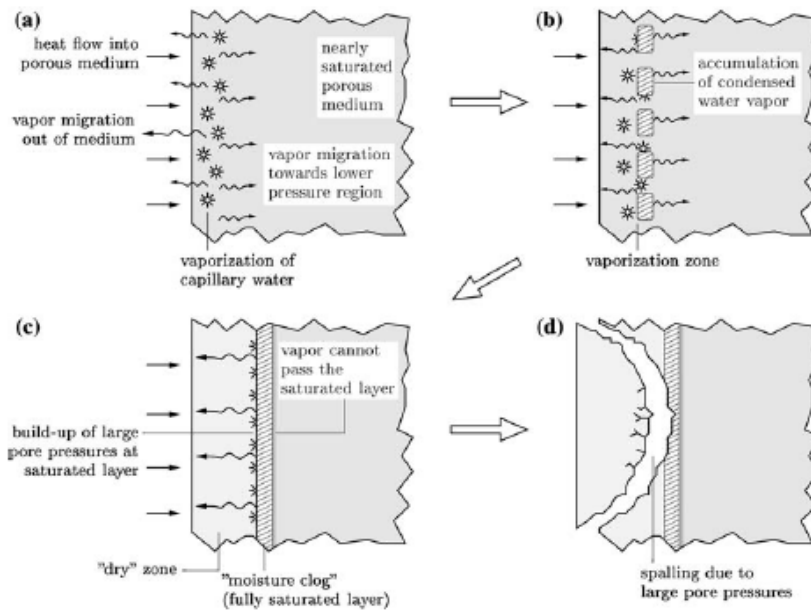 (a)
heat flow into
porous medium
nearly
saturated
porous
medium
vapor migration
out of medium
vapor migration
towards lower
pressure region
vaporization of
capillary water
(b)
accumulation
of condensed
water vapor
vaporization zone
(c)
vapor cannot
pass the
saturated layer
build-up of large
pore pressures at
saturated layer
"dry" zone
"moisture clog"
(fully saturated layer)
(d)
spalling due to
large pore pressures